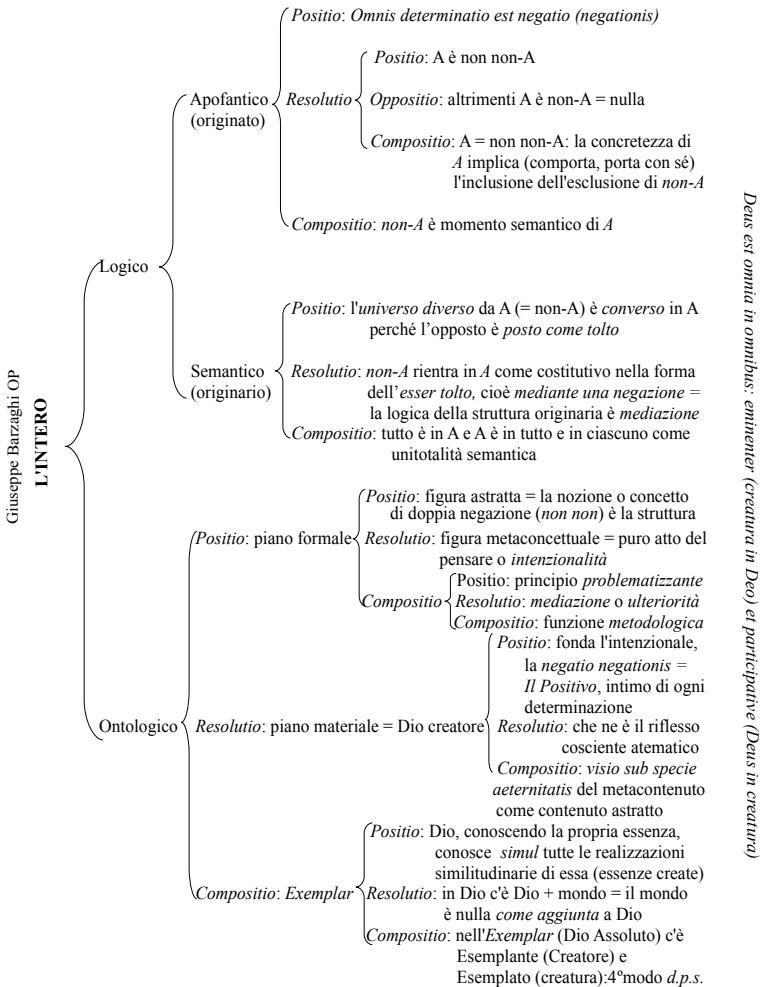 Giuseppe Barzaghi OP
L'INTERO
Logico
Apofantico
(originato)
Positio: Omnis determinatio est negatio (negationis)
Resolutio
Positio: A è non non-A
Oppositio: altrimenti A è non-A = nulla
Compositio: A = non non-A: la concretezza di
A implica (comporta, porta con sé)
l'inclusione dell'esclusione di non-A
Compositio: non-A è momento semantico di A
Semantico
(originario)
Positio: l'universo diverso da A (= non-A) è converso in A
perché l’opposto è posto come tolto
Resolutio: non-A rientra in A come costitutivo nella forma
dell'esser tolto, cioè mediante una negazione =
la logica della struttura originaria è mediazione
Compositio: tutto è in A e A è in tutto e in ciascuno come
unitotalità semantica
Ontologico
Positio: piano formale
Positio: figura astratta = la nozione o concetto
di doppia negazione (non non) è la struttura
Resolutio: figura metaconcettuale = puro atto del
pensare o intenzionalità
Compositio
Positio: principio problematizzante
Resolutio: mediazione o ulteriorità
Compositio: funzione metodologica
Resolutio: piano materiale = Dio creatore
Positio: fonda l'intenzionale,
la negatio negationis =
Il Positivo, intimo di ogni
determinazione
Resolutio: che ne è il riflesso
cosciente atematico
Compositio: visio sub specie
aeternitatis del metacontenuto
come contenuto astratto
Compositio: Exemplar
Positio: Dio, conoscendo la propria essenza,
conosce simul tutte le realizzazioni
similitudinarie di essa (essenze create)
Resolutio: in Dio c'è Dio + mondo = il mondo
è nulla come aggiunta a Dio
Compositio: nell'Exemplar (Dio Assoluto) c'è
Esemplante (Creatore) e
Esemplato (creatura):4ºmodo d.p.s.
Deus est omnia in omnibus: eminenter (creatura in Deo) et participative (Deus in creatura)